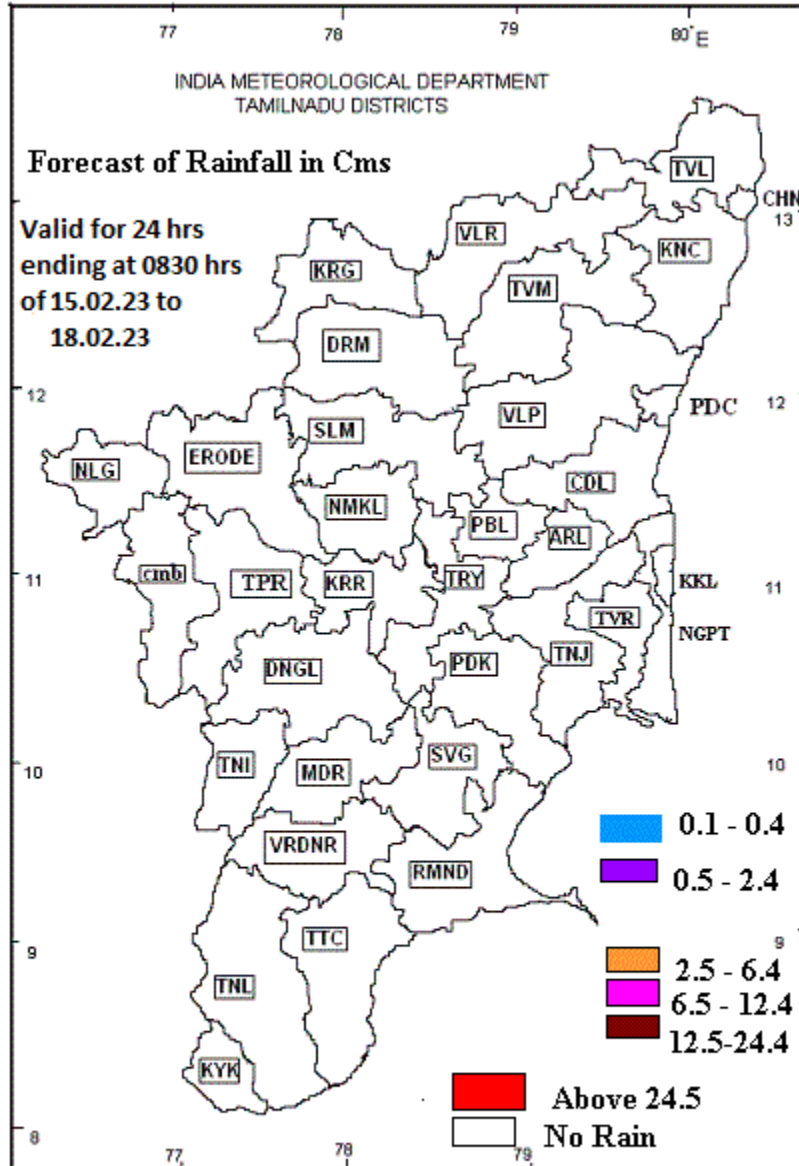 77 78 79 80°E
INDIA METEOROLOGICAL DEPARTMENT
TAMILNADU DISTRICTS
Forecast of Rainfall in Cms
TVL
CHN
13
Valid for 24 hrs
ending at 0830 hrs
of 15.02.23 to
18.02.23
VLR
KNC
KRG
TVM
DRM
12 12
PDC
VLP
SLM
ERODE
NLG
CDL
NMKL
PBL
ARL
11 11
cmb
TPR
KRR
TRY
KKL
TVR
NGPT
TNJ
PDK
DNGL
SVG
10 10
TNI
MDR
0.1 - 0.4
VRDNR
RMND
0.5 - 2.4
9 9
TTC
2.5 - 6.4
TNL
6.5 - 12.4
12.5-24.4
KYK
Above 24.5
No Rain
8
77 78 79